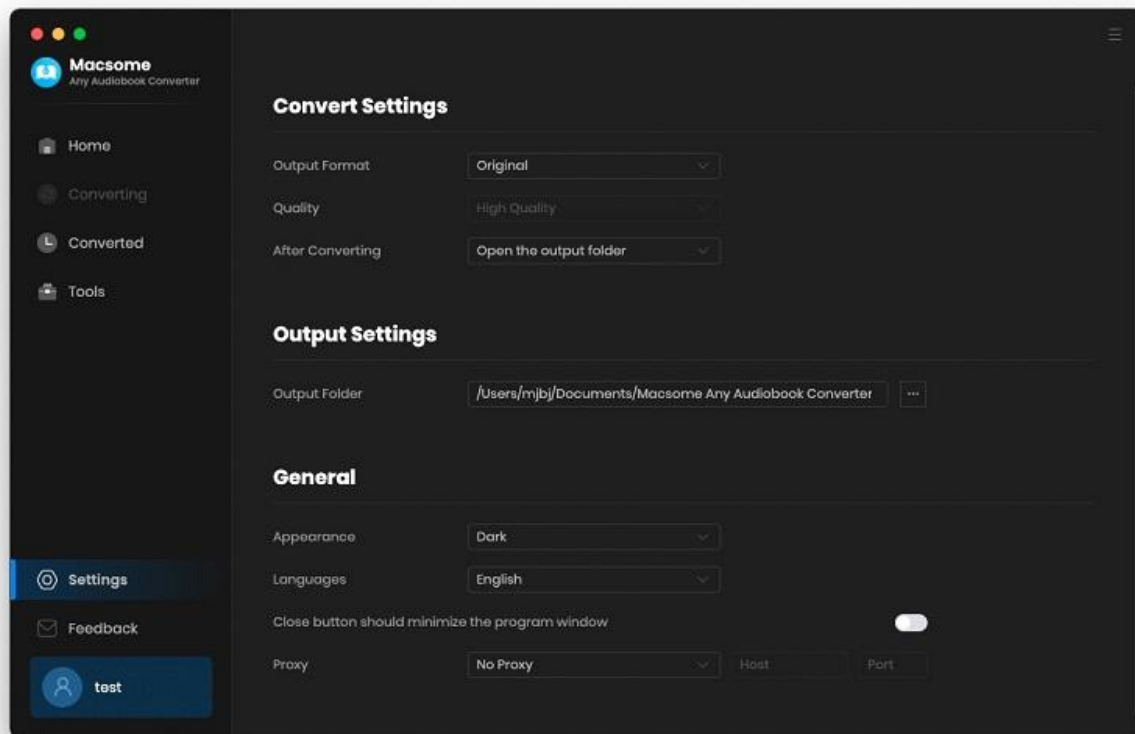 Macsome
Any Audiobook Converter
Home
Converting
Converted
Tools
Settings
Feedback
test
Convert Settings
Output Format Original
Quality High Quality
After Converting Open the output folder
Output Settings
Output Folder /Users/mjbj/Documents/Macsome Any Audiobook Converter ...
General
Appearance Dark
Languages English
Close button should minimize the program window
Proxy No Proxy Host Port